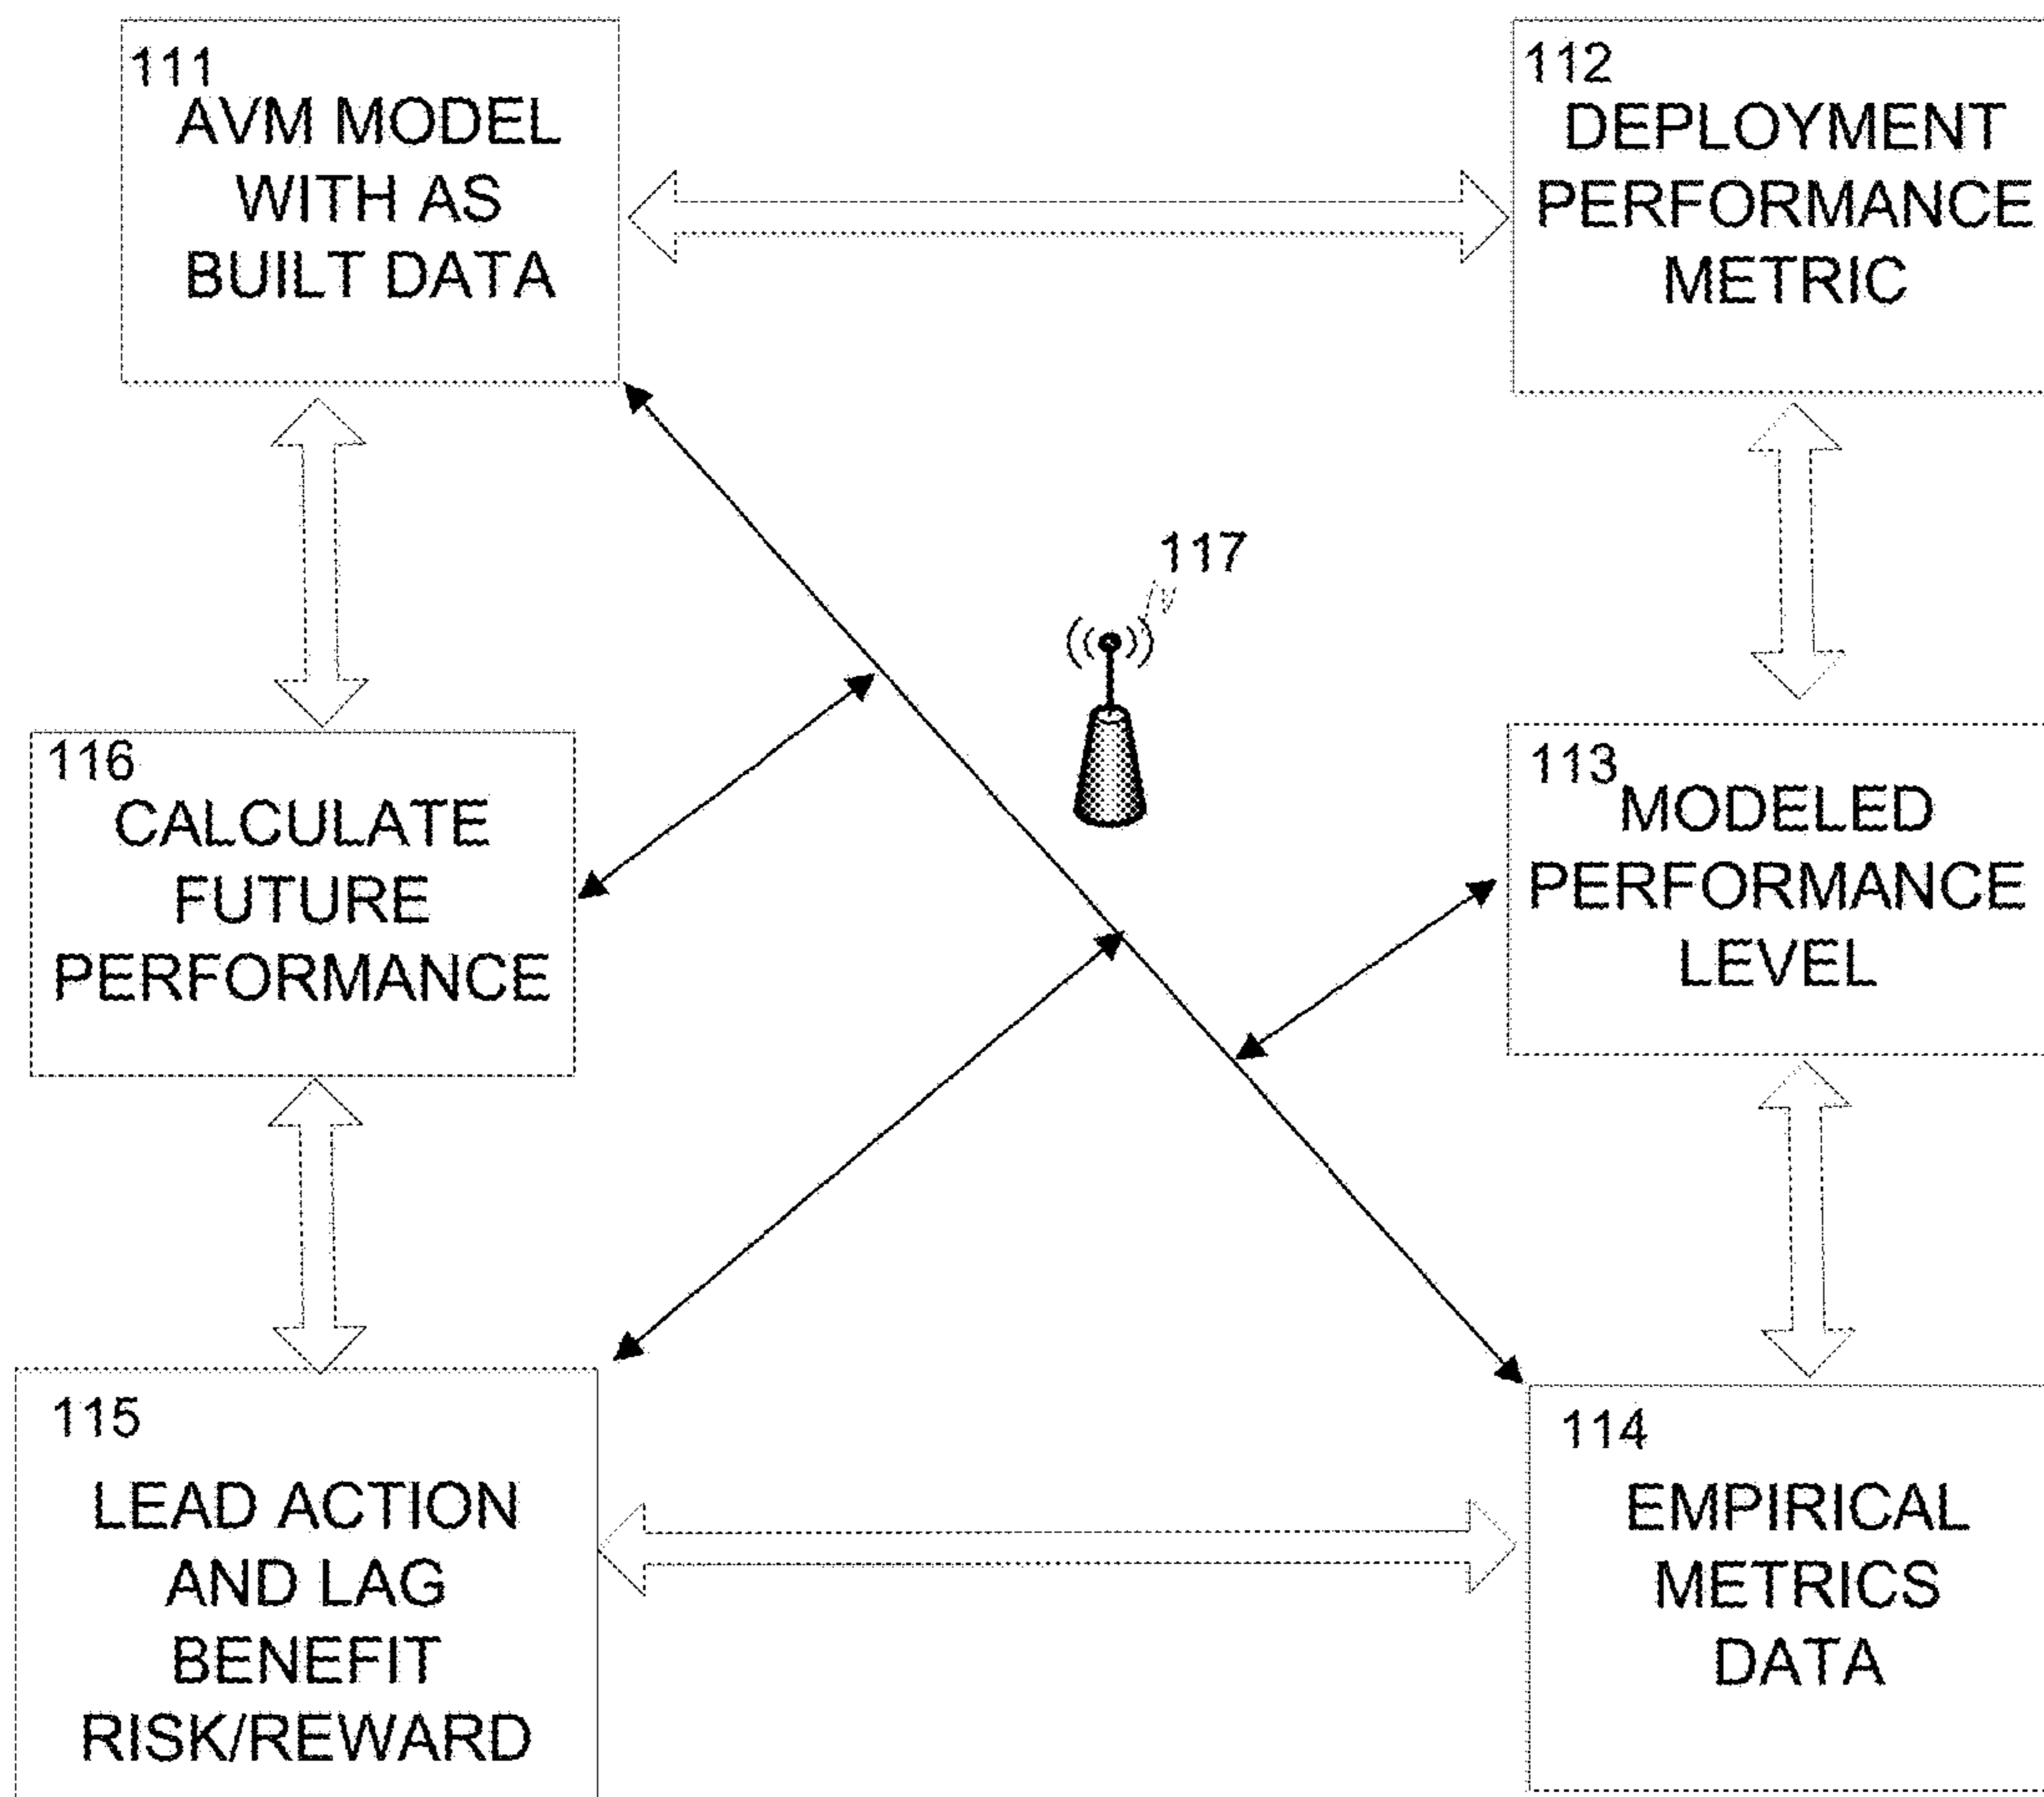 111
AVM MODEL
WITH AS
BUILT DATA
112
DEPLOYMENT
PERFORMANCE
METRIC
117
116
CALCULATE
FUTURE
PERFORMANCE
113
MODELED
PERFORMANCE
LEVEL
115
LEAD ACTION
AND LAG
BENEFIT
RISK/REWARD
114
EMPIRICAL
METRICS
DATA